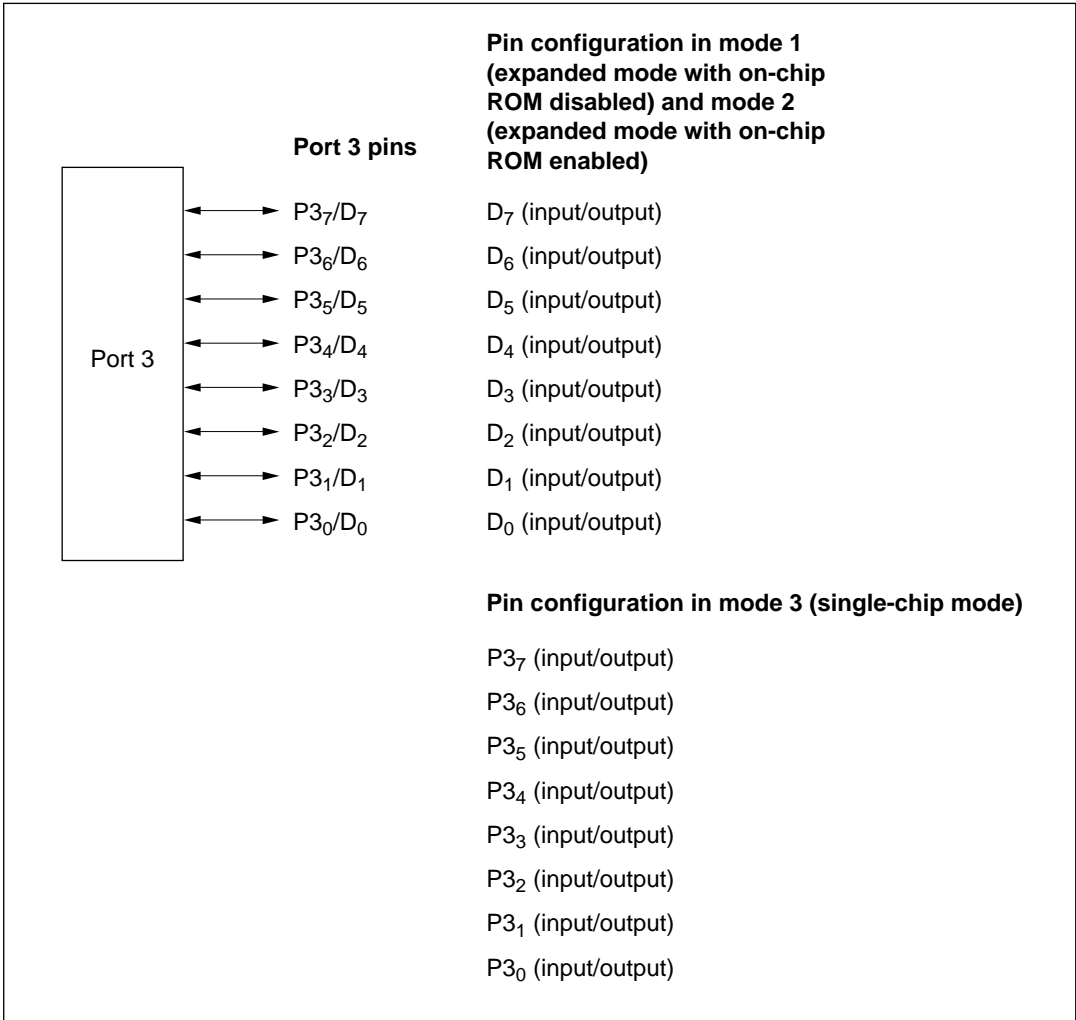 Pin configuration in mode 1
(expanded mode with on-chip
ROM disabled) and mode 2
(expanded mode with on-chip
ROM enabled)
Port 3 pins
Port 3
P3₇/D₇ D₇ (input/output)
P3₆/D₆ D₆ (input/output)
P3₅/D₅ D₅ (input/output)
P3₄/D₄ D₄ (input/output)
P3₃/D₃ D₃ (input/output)
P3₂/D₂ D₂ (input/output)
P3₁/D₁ D₁ (input/output)
P3₀/D₀ D₀ (input/output)
Pin configuration in mode 3 (single-chip mode)
P3₇ (input/output)
P3₆ (input/output)
P3₅ (input/output)
P3₄ (input/output)
P3₃ (input/output)
P3₂ (input/output)
P3₁ (input/output)
P3₀ (input/output)